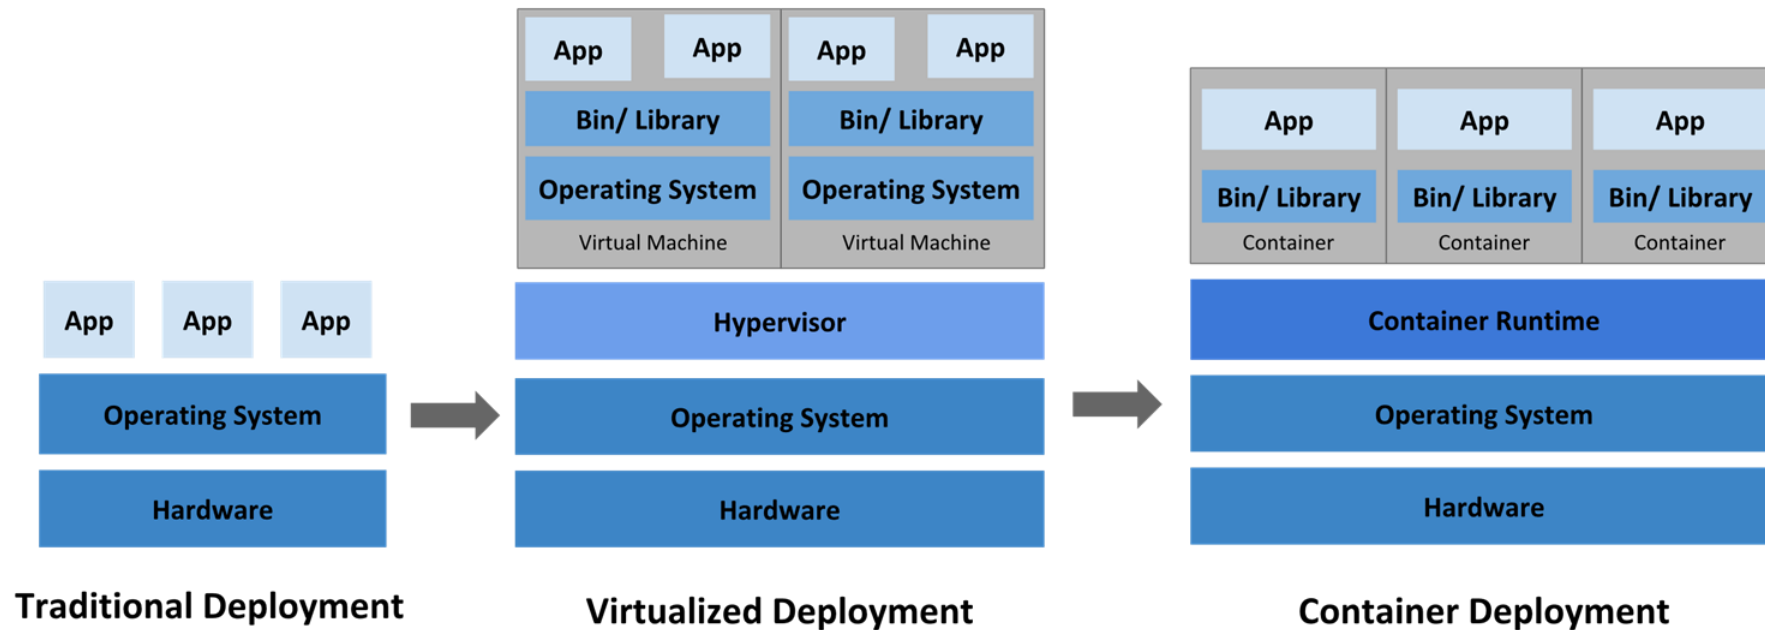 App
App
App
Operating System
Hardware
Traditional Deployment
App
App
App
App
Bin/ Library
Bin/ Library
Operating System
Operating System
Virtual Machine
Virtual Machine
Hypervisor
Operating System
Hardware
Virtualized Deployment
App
App
App
Bin/ Library
Bin/ Library
Bin/ Library
Container
Container
Container
Container Runtime
Operating System
Hardware
Container Deployment